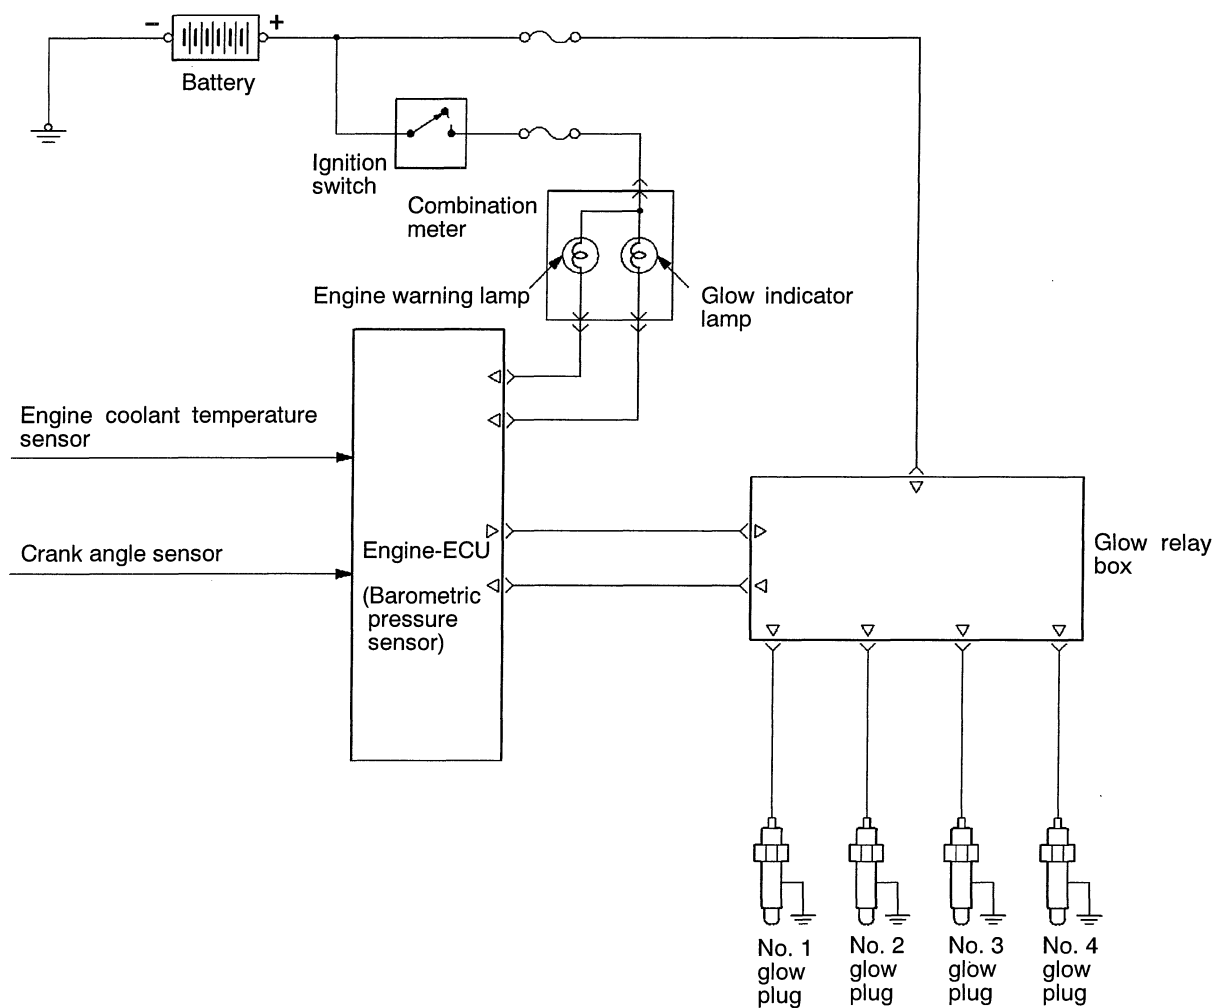 − +
Battery
Ignition
switch
Combination
meter
Engine warning lamp
Glow indicator
lamp
Engine coolant temperature
sensor
Crank angle sensor
Engine-ECU
(Barometric
pressure
sensor)
Glow relay
box
No. 1
glow
plug
No. 2
glow
plug
No. 3
glow
plug
No. 4
glow
plug